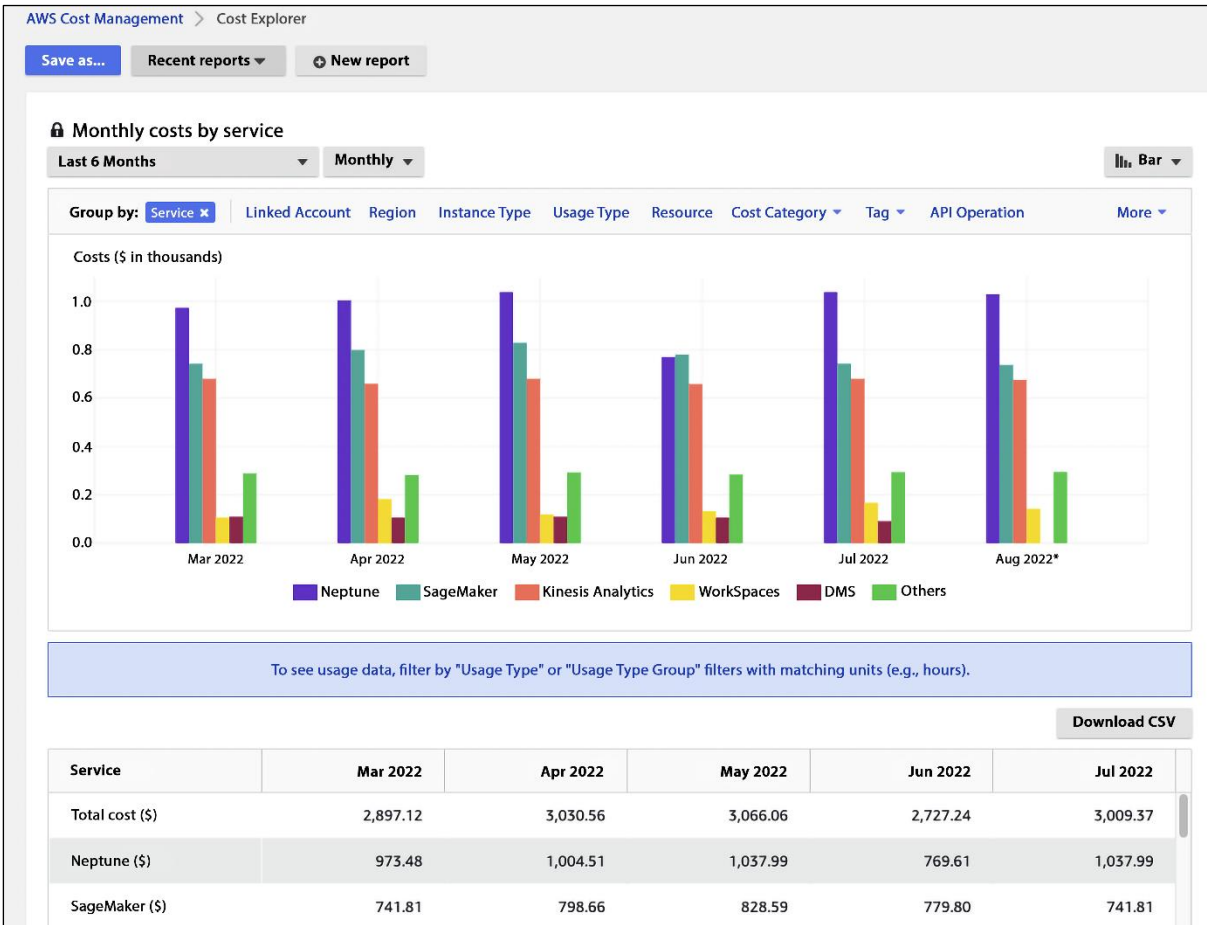 AWS Cost Management > Cost Explorer
Save as... Recent reports New report
Monthly costs by service
Last 6 Months Monthly Bar
Group by: Service × Linked Account Region Instance Type Usage Type Resource Cost Category Tag API Operation More
Costs ($ in thousands)
1.0
0.8
0.6
0.4
0.2
0.0
Mar 2022 Apr 2022 May 2022 Jun 2022 Jul 2022 Aug 2022*
Neptune SageMaker Kinesis Analytics WorkSpaces DMS Others
To see usage data, filter by "Usage Type" or "Usage Type Group" filters with matching units (e.g., hours).
Download CSV
Service Mar 2022 Apr 2022 May 2022 Jun 2022 Jul 2022
Total cost ($) 2,897.12 3,030.56 3,066.06 2,727.24 3,009.37
Neptune ($) 973.48 1,004.51 1,037.99 769.61 1,037.99
SageMaker ($) 741.81 798.66 828.59 779.80 741.81